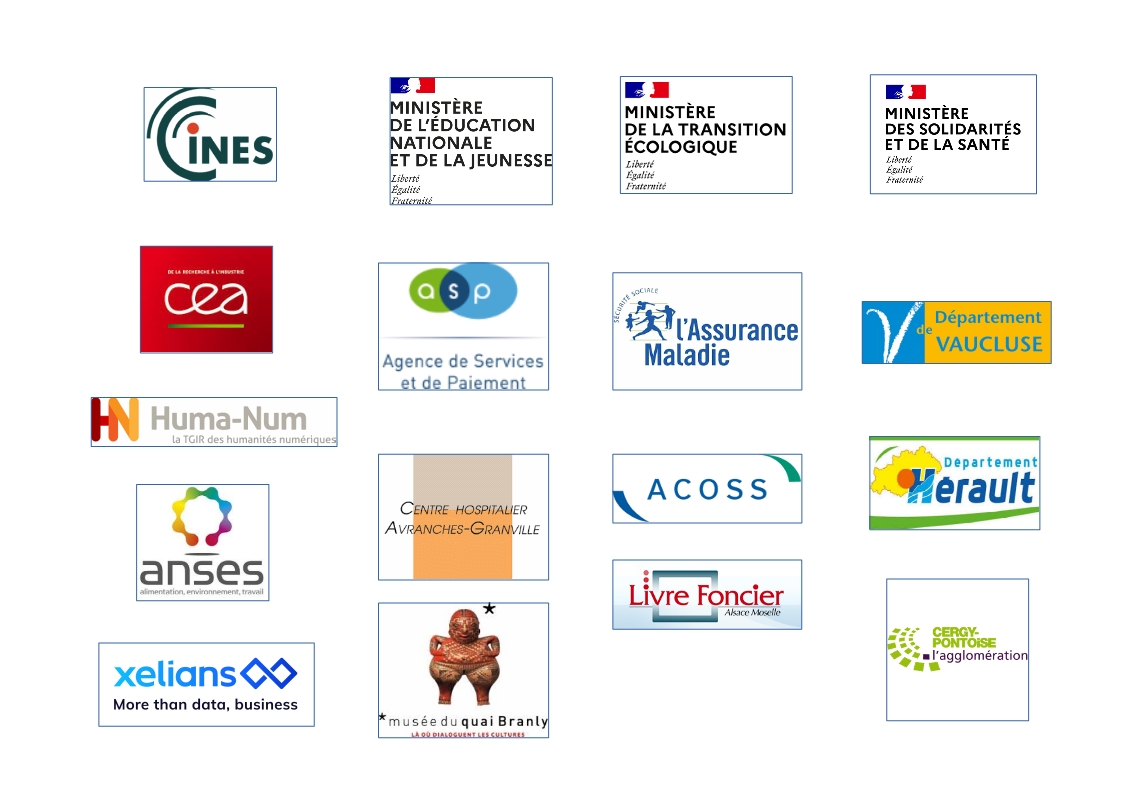 CINES
MINISTÈRE
DE L'ÉDUCATION
NATIONALE
ET DE LA JEUNESSE
Liberté
Égalité
Fraternité
MINISTÈRE
DE LA TRANSITION
ÉCOLOGIQUE
Liberté
Égalité
Fraternité
MINISTÈRE
DES SOLIDARITÉS
ET DE LA SANTÉ
Liberté
Égalité
Fraternité
DE LA RECHERCHE À L'INDUSTRIE
cea
asp
Agence de Services
et de Paiement
SÉCURITÉ SOCIALE
l'Assurance
Maladie
Département
de VAUCLUSE
HN Huma-Num
la TGIR des humanités numériques
CENTRE HOSPITALIER
AVRANCHES-GRANVILLE
ACOSS
Département
Hérault
anses
alimentation, environnement, travail
Livre Foncier
Alsace Moselle
xelians
More than data, business
*
*musée du quai Branly
LÀ OÙ DIALOGUENT LES CULTURES
CERGY-
PONTOISE
l'agglomération